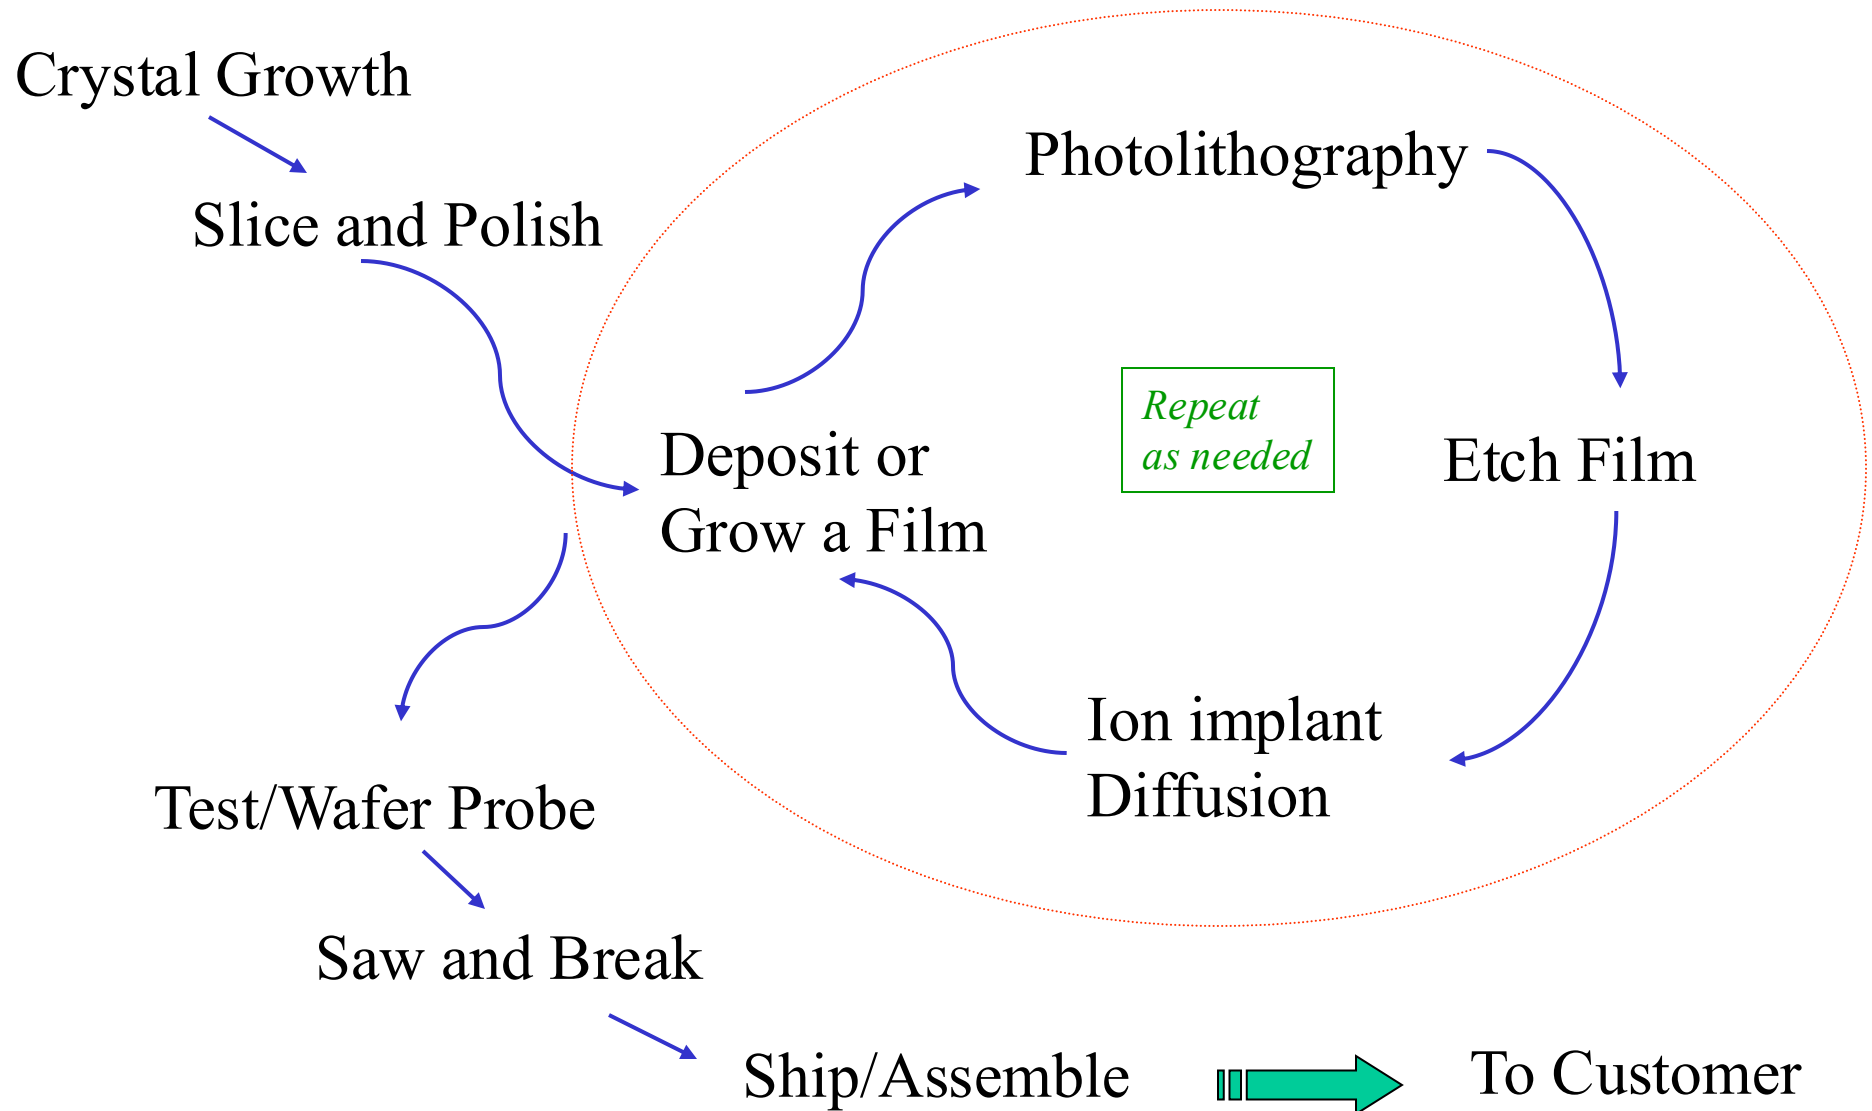 Crystal Growth
Slice and Polish
Photolithography
Repeat
as needed
Deposit or
Grow a Film
Etch Film
Ion implant
Diffusion
Test/Wafer Probe
Saw and Break
Ship/Assemble
To Customer